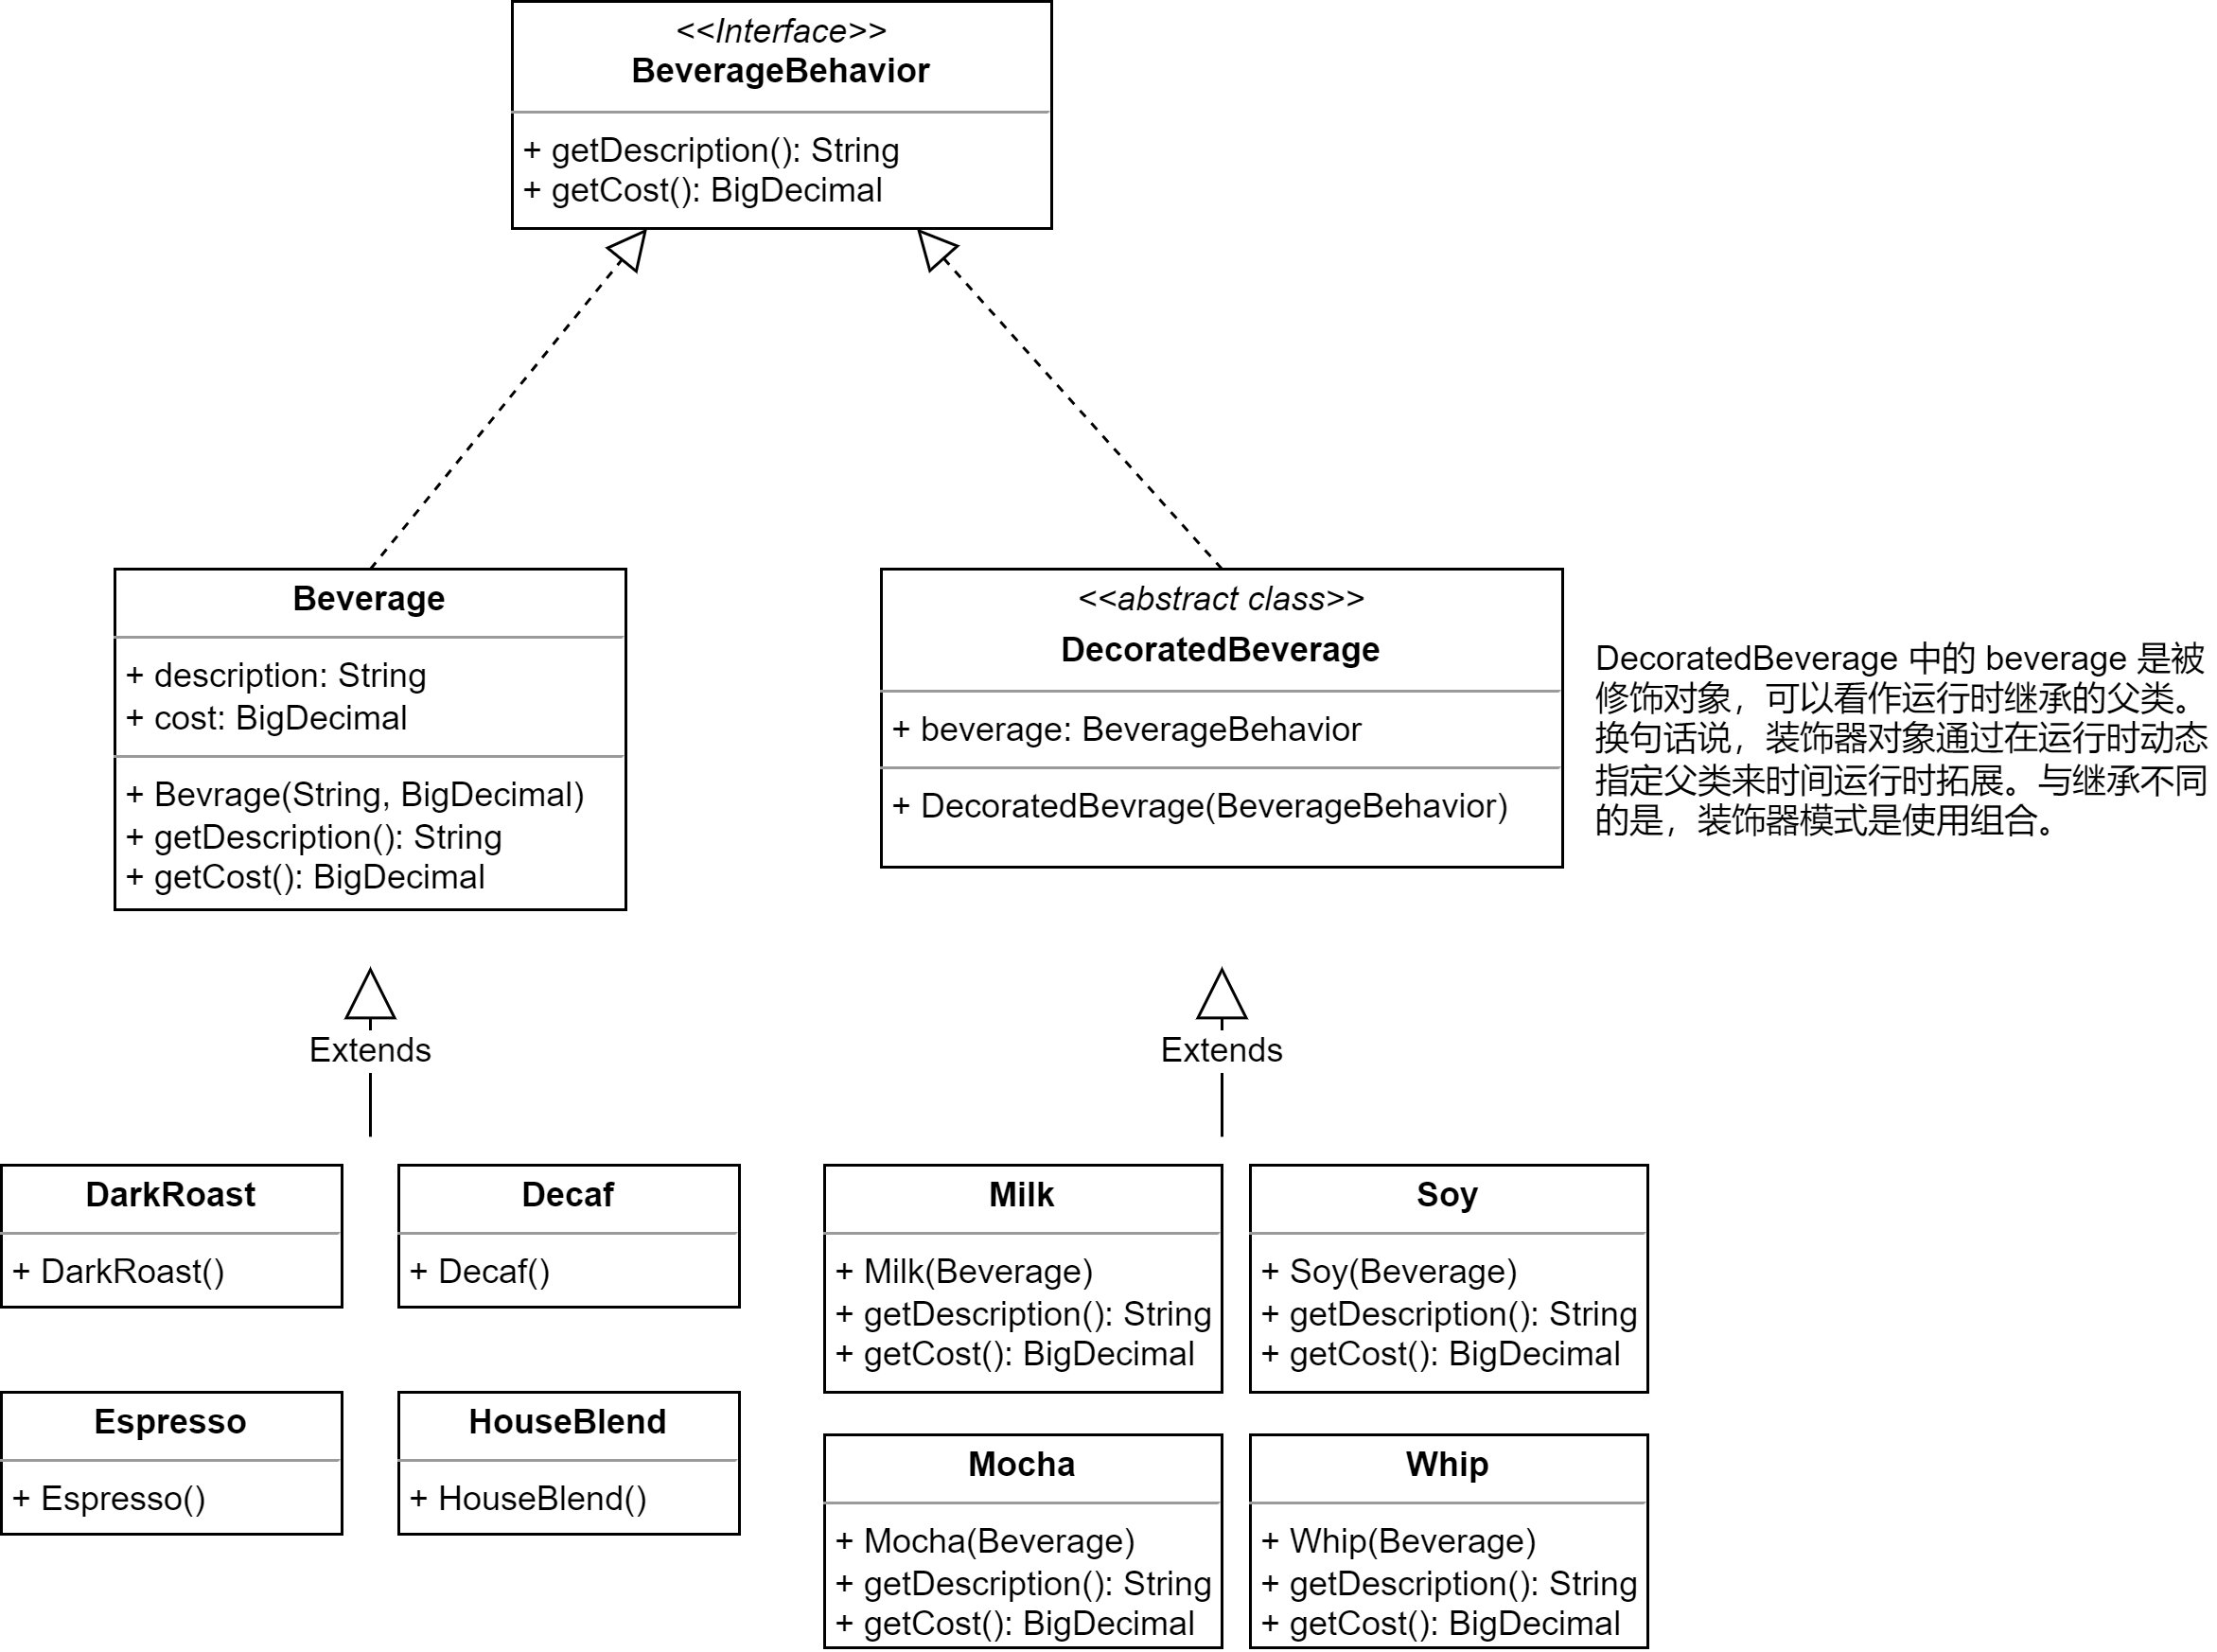 <<Interface>>
BeverageBehavior
+ getDescription(): String
+ getCost(): BigDecimal
Beverage
+ description: String
+ cost: BigDecimal
+ Bevrage(String, BigDecimal)
+ getDescription(): String
+ getCost(): BigDecimal
<<abstract class>>
DecoratedBeverage
+ beverage: BeverageBehavior
+ DecoratedBevrage(BeverageBehavior)
DecoratedBeverage 中的 beverage 是被
修饰对象，可以看作运行时继承的父类。
换句话说，装饰器对象通过在运行时动态
指定父类来时间运行时拓展。与继承不同
的是，装饰器模式是使用组合。
Extends
Extends
DarkRoast
+ DarkRoast()
Decaf
+ Decaf()
Espresso
+ Espresso()
HouseBlend
+ HouseBlend()
Milk
+ Milk(Beverage)
+ getDescription(): String
+ getCost(): BigDecimal
Soy
+ Soy(Beverage)
+ getDescription(): String
+ getCost(): BigDecimal
Mocha
+ Mocha(Beverage)
+ getDescription(): String
+ getCost(): BigDecimal
Whip
+ Whip(Beverage)
+ getDescription(): String
+ getCost(): BigDecimal